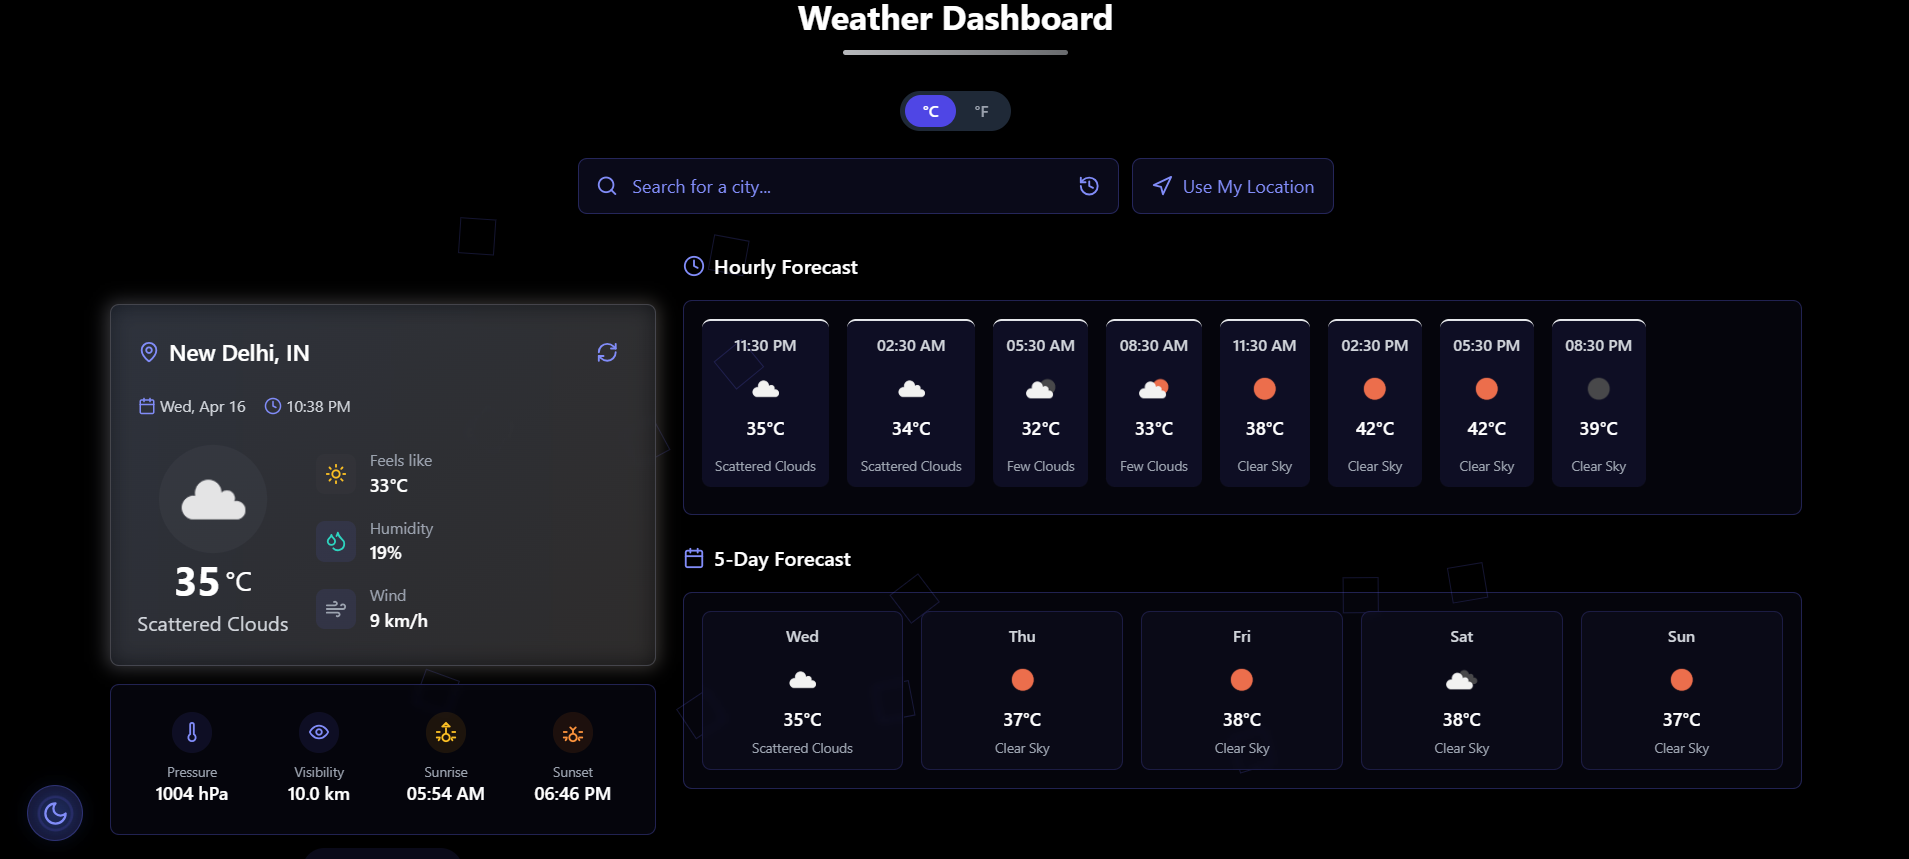 Weather Dashboard
°C °F
Search for a city...
Use My Location
New Delhi, IN
Wed, Apr 16 10:38 PM
35 °C
Scattered Clouds
Feels like
33°C
Humidity
19%
Wind
9 km/h
Pressure Visibility Sunrise Sunset
1004 hPa 10.0 km 05:54 AM 06:46 PM
Hourly Forecast
11:30 PM 02:30 AM 05:30 AM 08:30 AM 11:30 AM 02:30 PM 05:30 PM 08:30 PM
35°C 34°C 32°C 33°C 38°C 42°C 42°C 39°C
Scattered Clouds Scattered Clouds Few Clouds Few Clouds Clear Sky Clear Sky Clear Sky Clear Sky
5-Day Forecast
Wed Thu Fri Sat Sun
35°C 37°C 38°C 38°C 37°C
Scattered Clouds Clear Sky Clear Sky Clear Sky Clear Sky